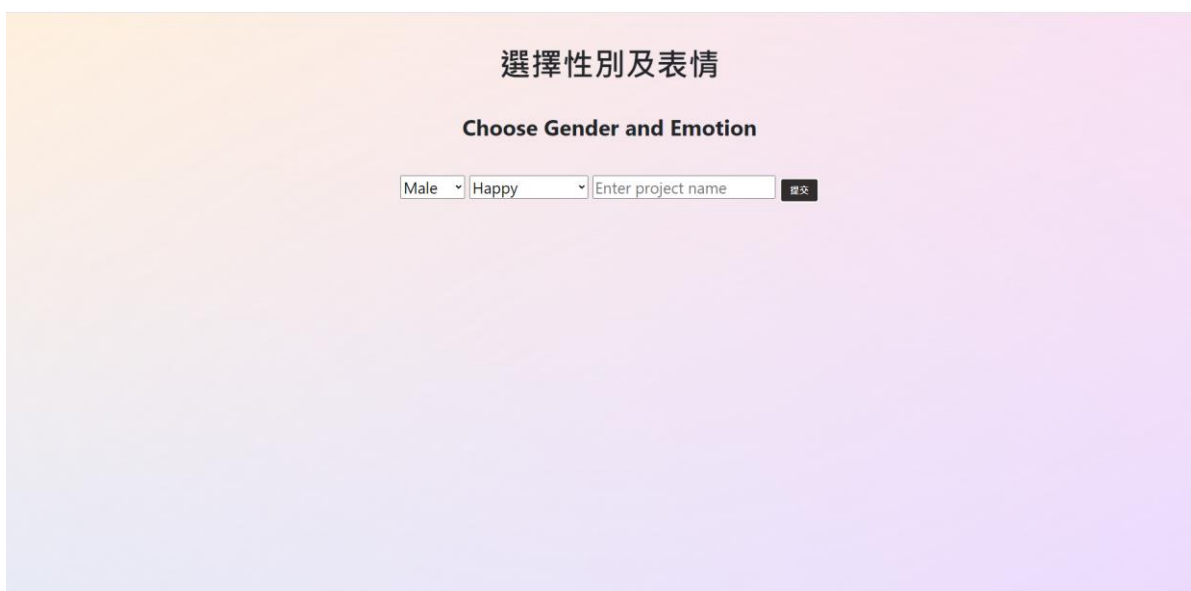 選擇性別及表情
Choose Gender and Emotion
Male Happy Enter project name 提交